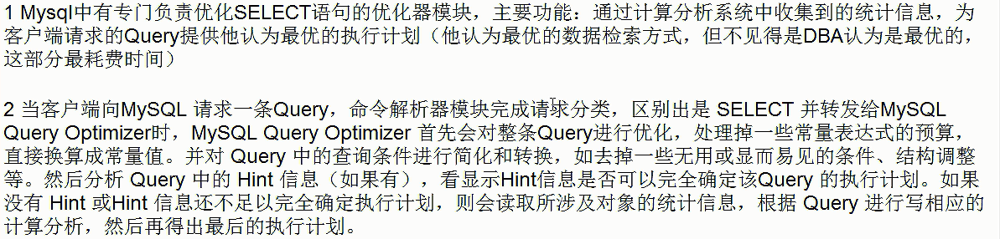 1 Mysql中有专门负责优化SELECT语句的优化器模块，主要功能：通过计算分析系统中收集到的统计信息，为
客户端请求的Query提供他认为最优的执行计划（他认为最优的数据检索方式，但不见得是DBA认为是最优的，
这部分最耗费时间）
2 当客户端向MySQL 请求一条Query，命令解析器模块完成请求分类，区别出是 SELECT 并转发给MySQL
Query Optimizer时，MySQL Query Optimizer 首先会对整条Query进行优化，处理掉一些常量表达式的预算，
直接换算成常量值。并对 Query 中的查询条件进行简化和转换，如去掉一些无用或显而易见的条件、结构调整
等。然后分析 Query 中的 Hint 信息（如果有），看显示Hint信息是否可以完全确定该Query 的执行计划。如果
没有 Hint 或Hint 信息还不足以完全确定执行计划，则会读取所涉及对象的统计信息，根据 Query 进行写相应的
计算分析，然后再得出最后的执行计划。